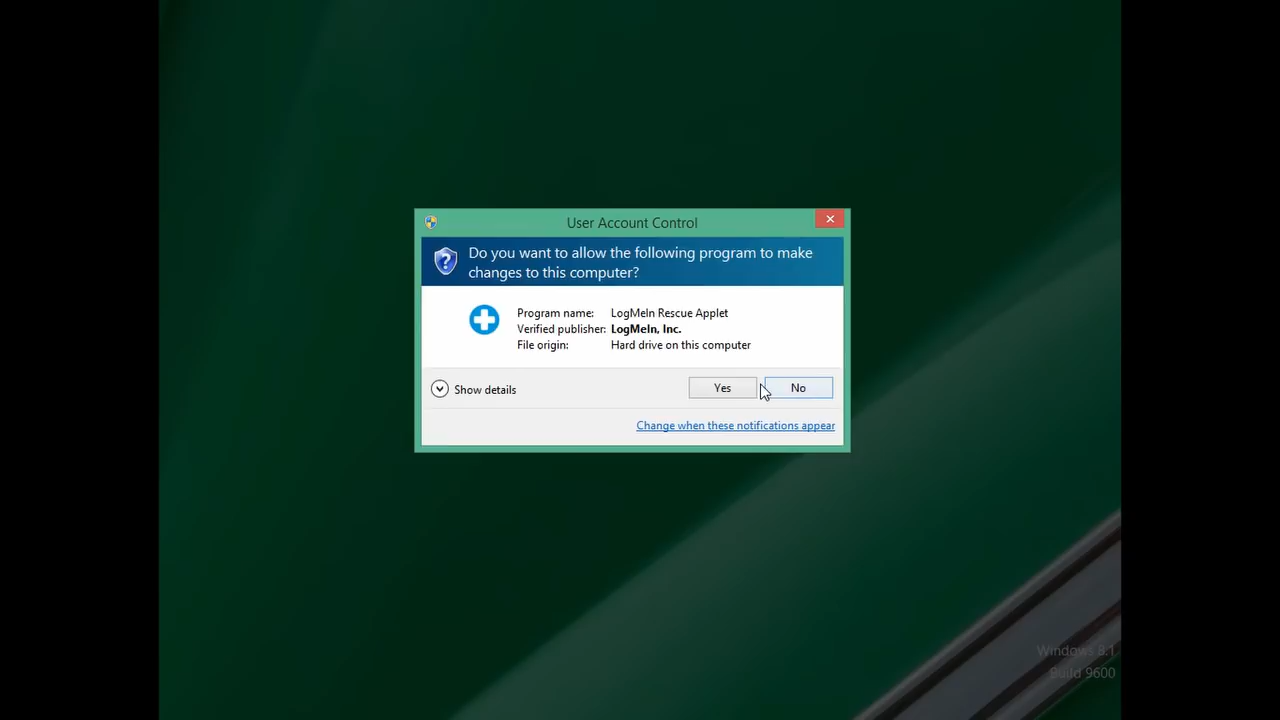 User Account Control
Do you want to allow the following program to make
changes to this computer?
Program name: LogMeIn Rescue Applet
Verified publisher: LogMeIn, Inc.
File origin: Hard drive on this computer
Show details
Yes
No
Change when these notifications appear
Windows 8.1
Build 9600